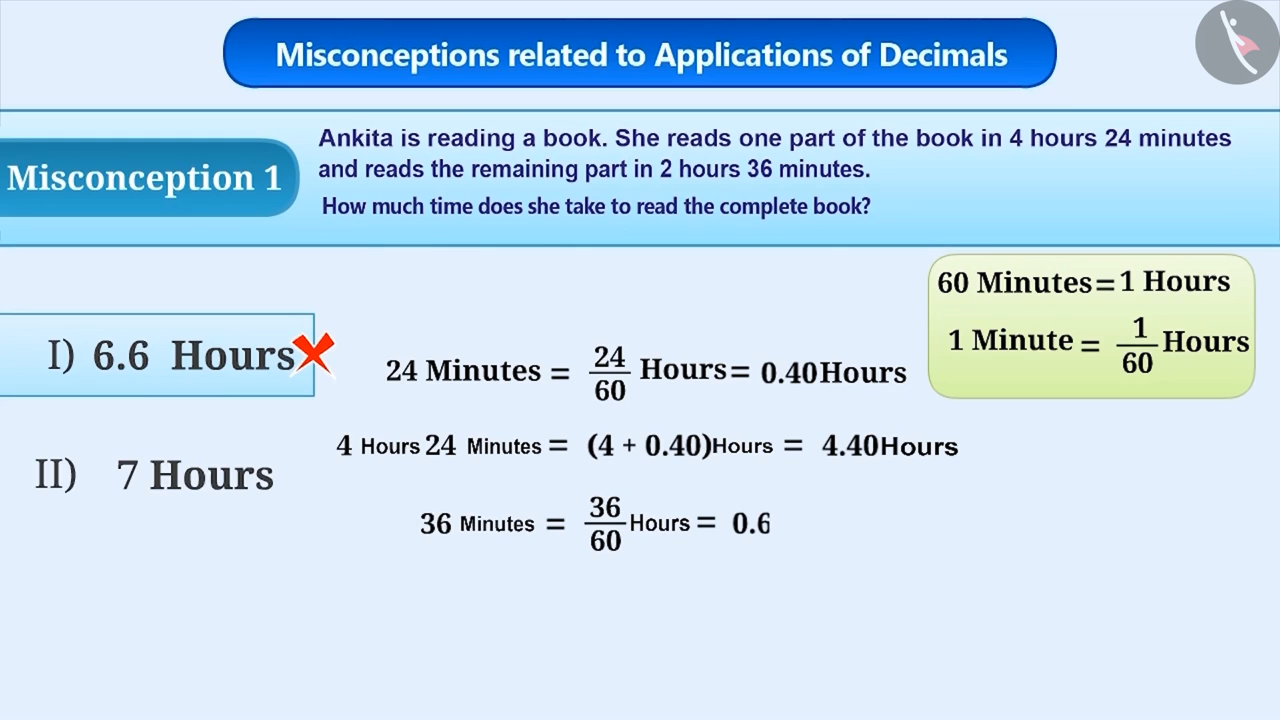 Misconceptions related to Applications of Decimals
Misconception 1
Ankita is reading a book. She reads one part of the book in 4 hours 24 minutes
and reads the remaining part in 2 hours 36 minutes.
How much time does she take to read the complete book?
60 Minutes = 1 Hours
1 Minute = 1/60 Hours
I) 6.6 Hours
24 Minutes = 24/60 Hours = 0.40 Hours
4 Hours 24 Minutes = (4 + 0.40) Hours = 4.40 Hours
II) 7 Hours
36 Minutes = 36/60 Hours = 0.6